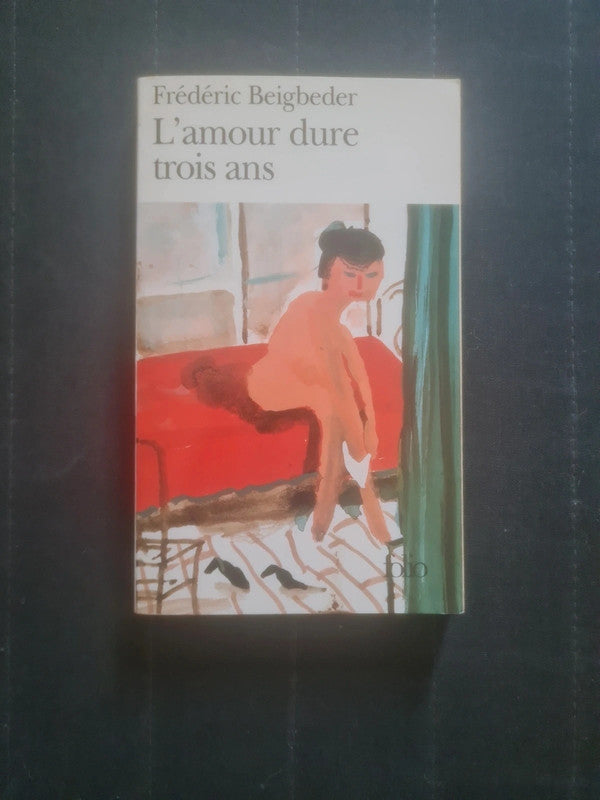 Frédéric Beigbeder
L'amour dure
trois ans
folio